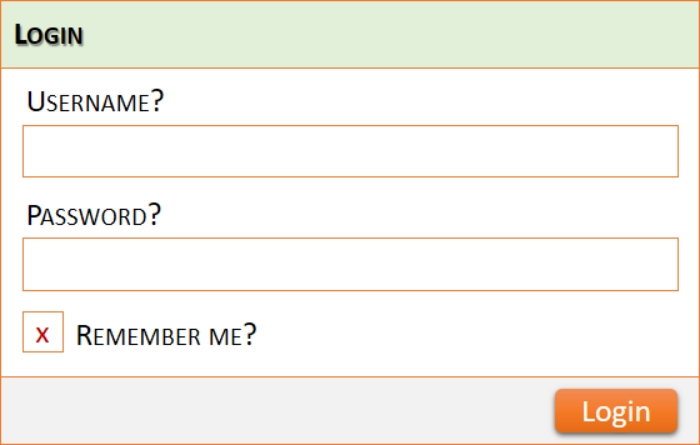 LOGIN
USERNAME?
PASSWORD?
x REMEMBER ME?
Login